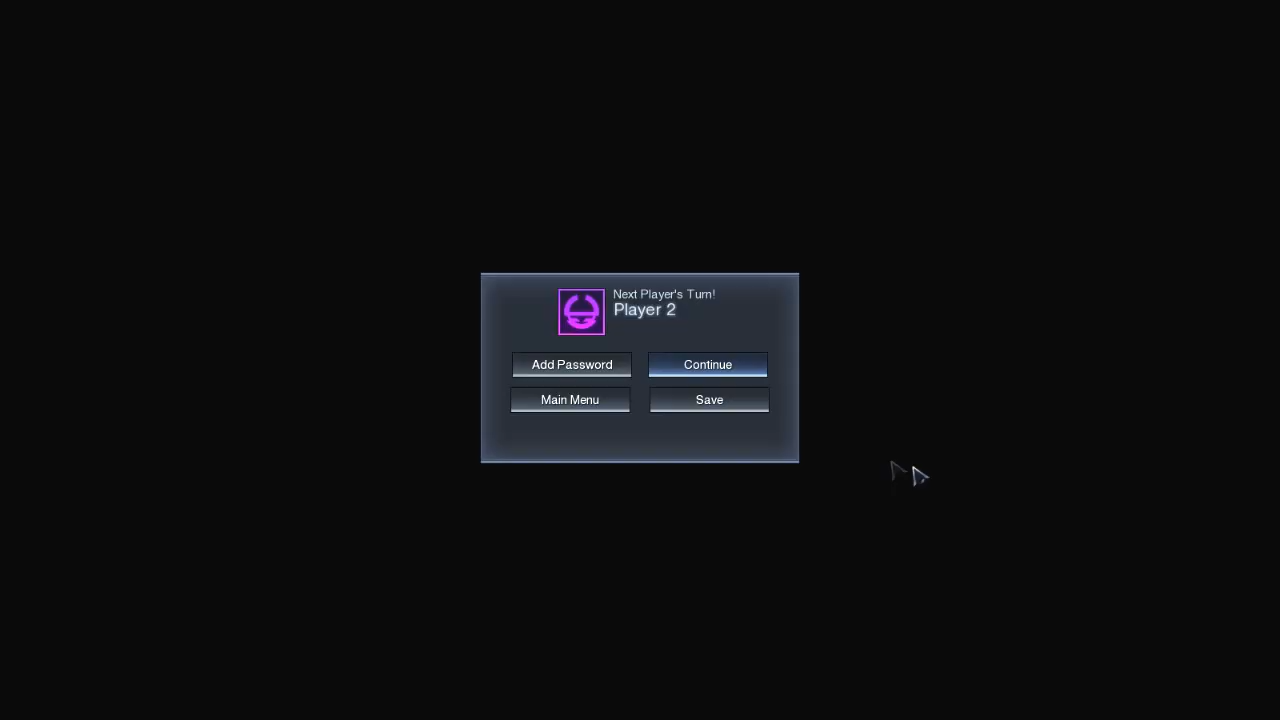 Next Player's Turn!
Player 2
Add Password
Continue
Main Menu
Save